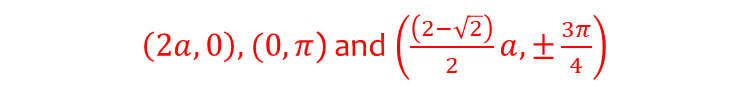 (2a, 0), (0, π) and ((2−√2)/2 a, ± 3π/4)